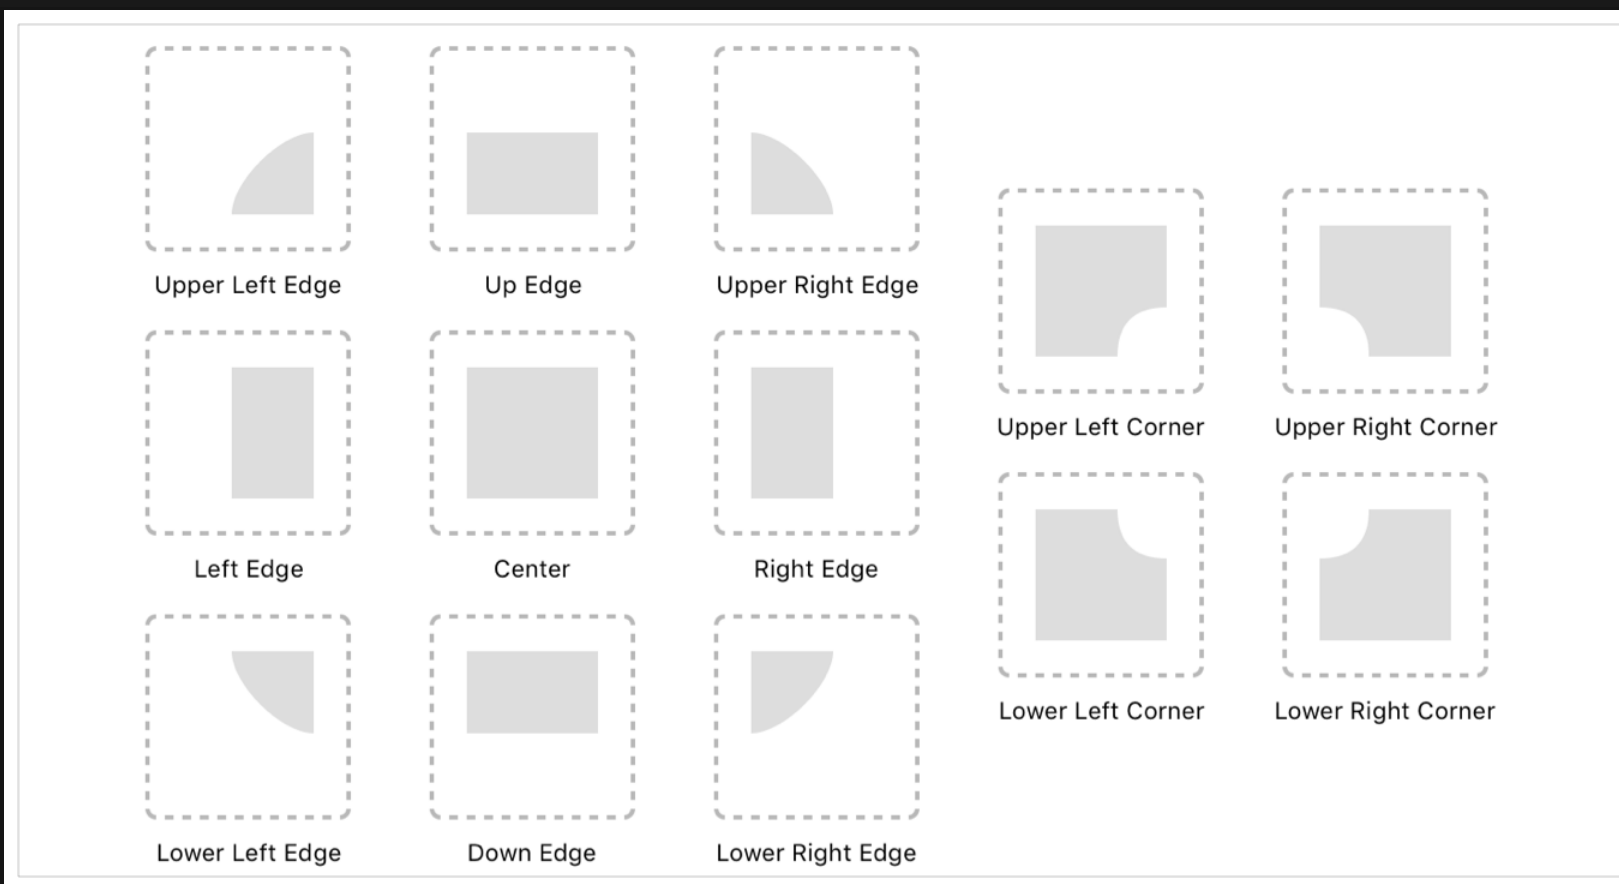 Upper Left Edge
Up Edge
Upper Right Edge
Upper Left Corner
Upper Right Corner
Left Edge
Center
Right Edge
Lower Left Corner
Lower Right Corner
Lower Left Edge
Down Edge
Lower Right Edge